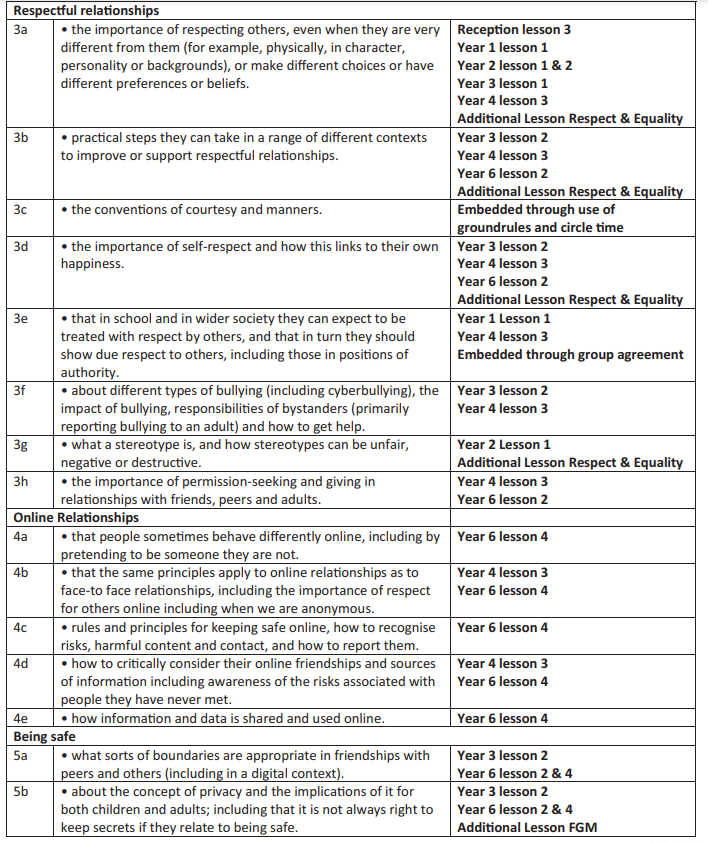 Respectful relationships
3a • the importance of respecting others, even when they are very Reception lesson 3
different from them (for example, physically, in character, Year 1 lesson 1
personality or backgrounds), or make different choices or have Year 2 lesson 1 & 2
different preferences or beliefs. Year 3 lesson 1
Year 4 lesson 3
Additional Lesson Respect & Equality
3b • practical steps they can take in a range of different contexts Year 3 lesson 2
to improve or support respectful relationships. Year 4 lesson 3
Year 6 lesson 2
Additional Lesson Respect & Equality
3c • the conventions of courtesy and manners. Embedded through use of
groundrules and circle time
3d • the importance of self-respect and how this links to their own Year 3 lesson 2
happiness. Year 4 lesson 3
Year 6 lesson 2
Additional Lesson Respect & Equality
3e • that in school and in wider society they can expect to be Year 1 Lesson 1
treated with respect by others, and that in turn they should Year 4 lesson 3
show due respect to others, including those in positions of Embedded through group agreement
authority.
3f • about different types of bullying (including cyberbullying), the Year 3 lesson 2
impact of bullying, responsibilities of bystanders (primarily Year 4 lesson 3
reporting bullying to an adult) and how to get help.
3g • what a stereotype is, and how stereotypes can be unfair, Year 2 Lesson 1
negative or destructive. Additional Lesson Respect & Equality
3h • the importance of permission-seeking and giving in Year 4 lesson 3
relationships with friends, peers and adults. Year 6 lesson 2
Online Relationships
4a • that people sometimes behave differently online, including by Year 6 lesson 4
pretending to be someone they are not.
4b • that the same principles apply to online relationships as to Year 4 lesson 3
face-to face relationships, including the importance of respect Year 6 lesson 4
for others online including when we are anonymous.
4c • rules and principles for keeping safe online, how to recognise Year 6 lesson 4
risks, harmful content and contact, and how to report them.
4d • how to critically consider their online friendships and sources Year 4 lesson 3
of information including awareness of the risks associated with Year 6 lesson 4
people they have never met.
4e • how information and data is shared and used online. Year 6 lesson 4
Being safe
5a • what sorts of boundaries are appropriate in friendships with Year 3 lesson 2
peers and others (including in a digital context). Year 6 lesson 2 & 4
5b • about the concept of privacy and the implications of it for Year 3 lesson 2
both children and adults; including that it is not always right to Year 6 lesson 2 & 4
keep secrets if they relate to being safe. Additional Lesson FGM